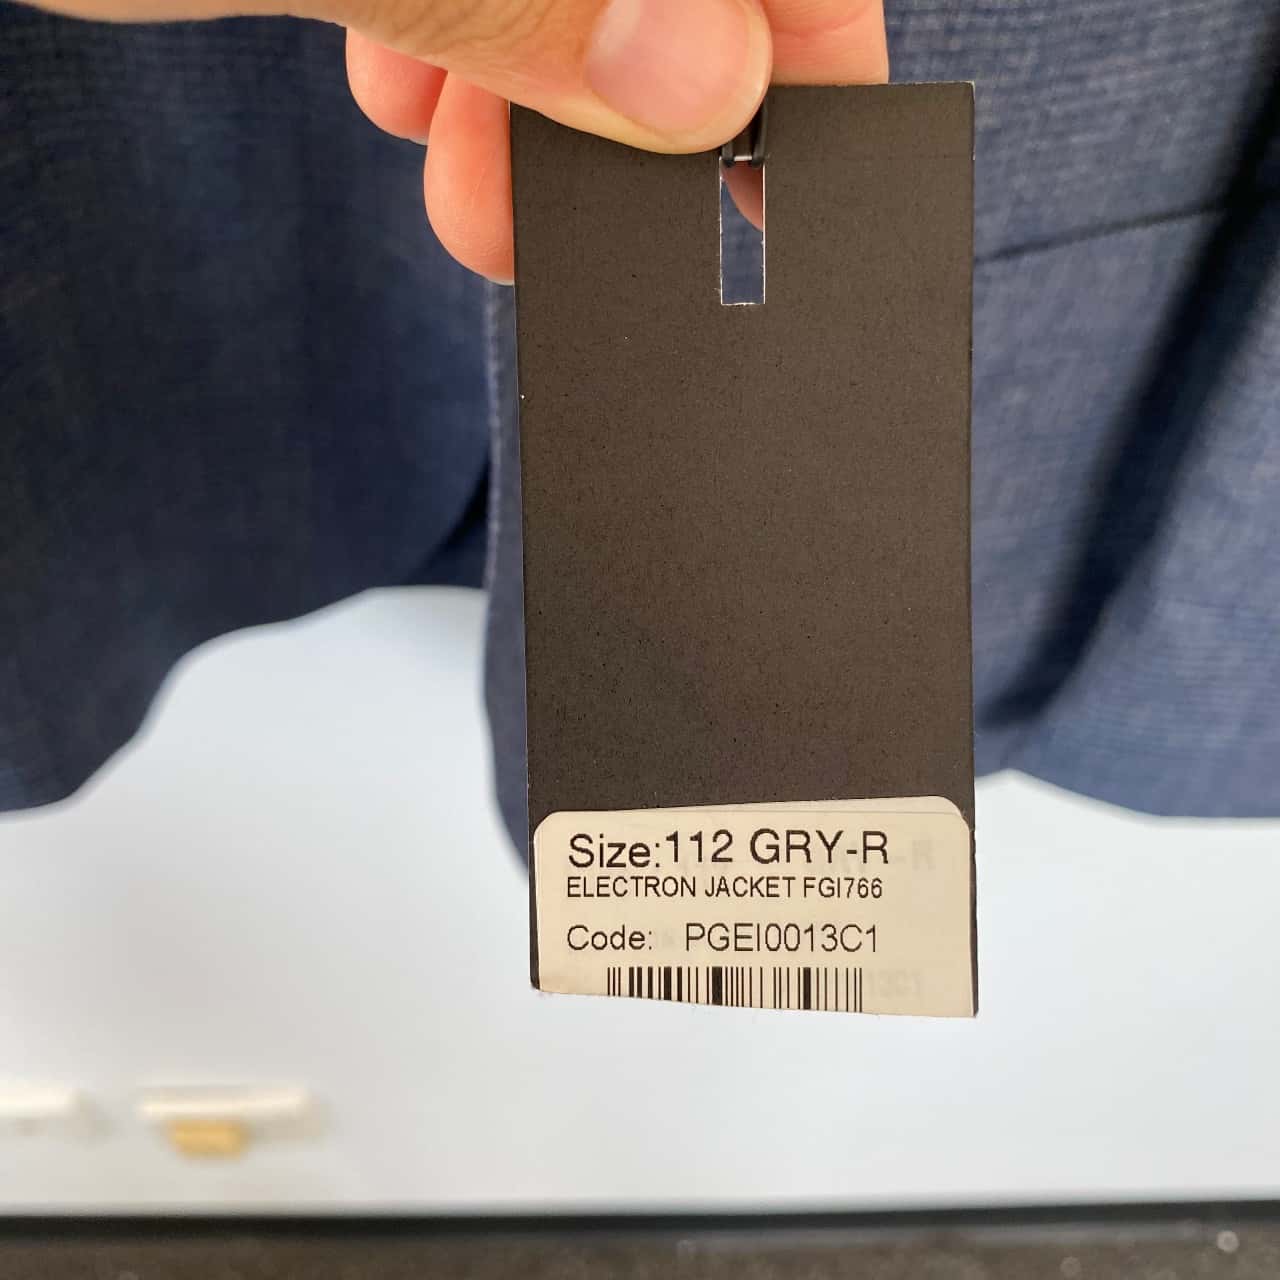 Size:112 GRY-R
ELECTRON JACKET FGI766
Code: PGEI0013C1